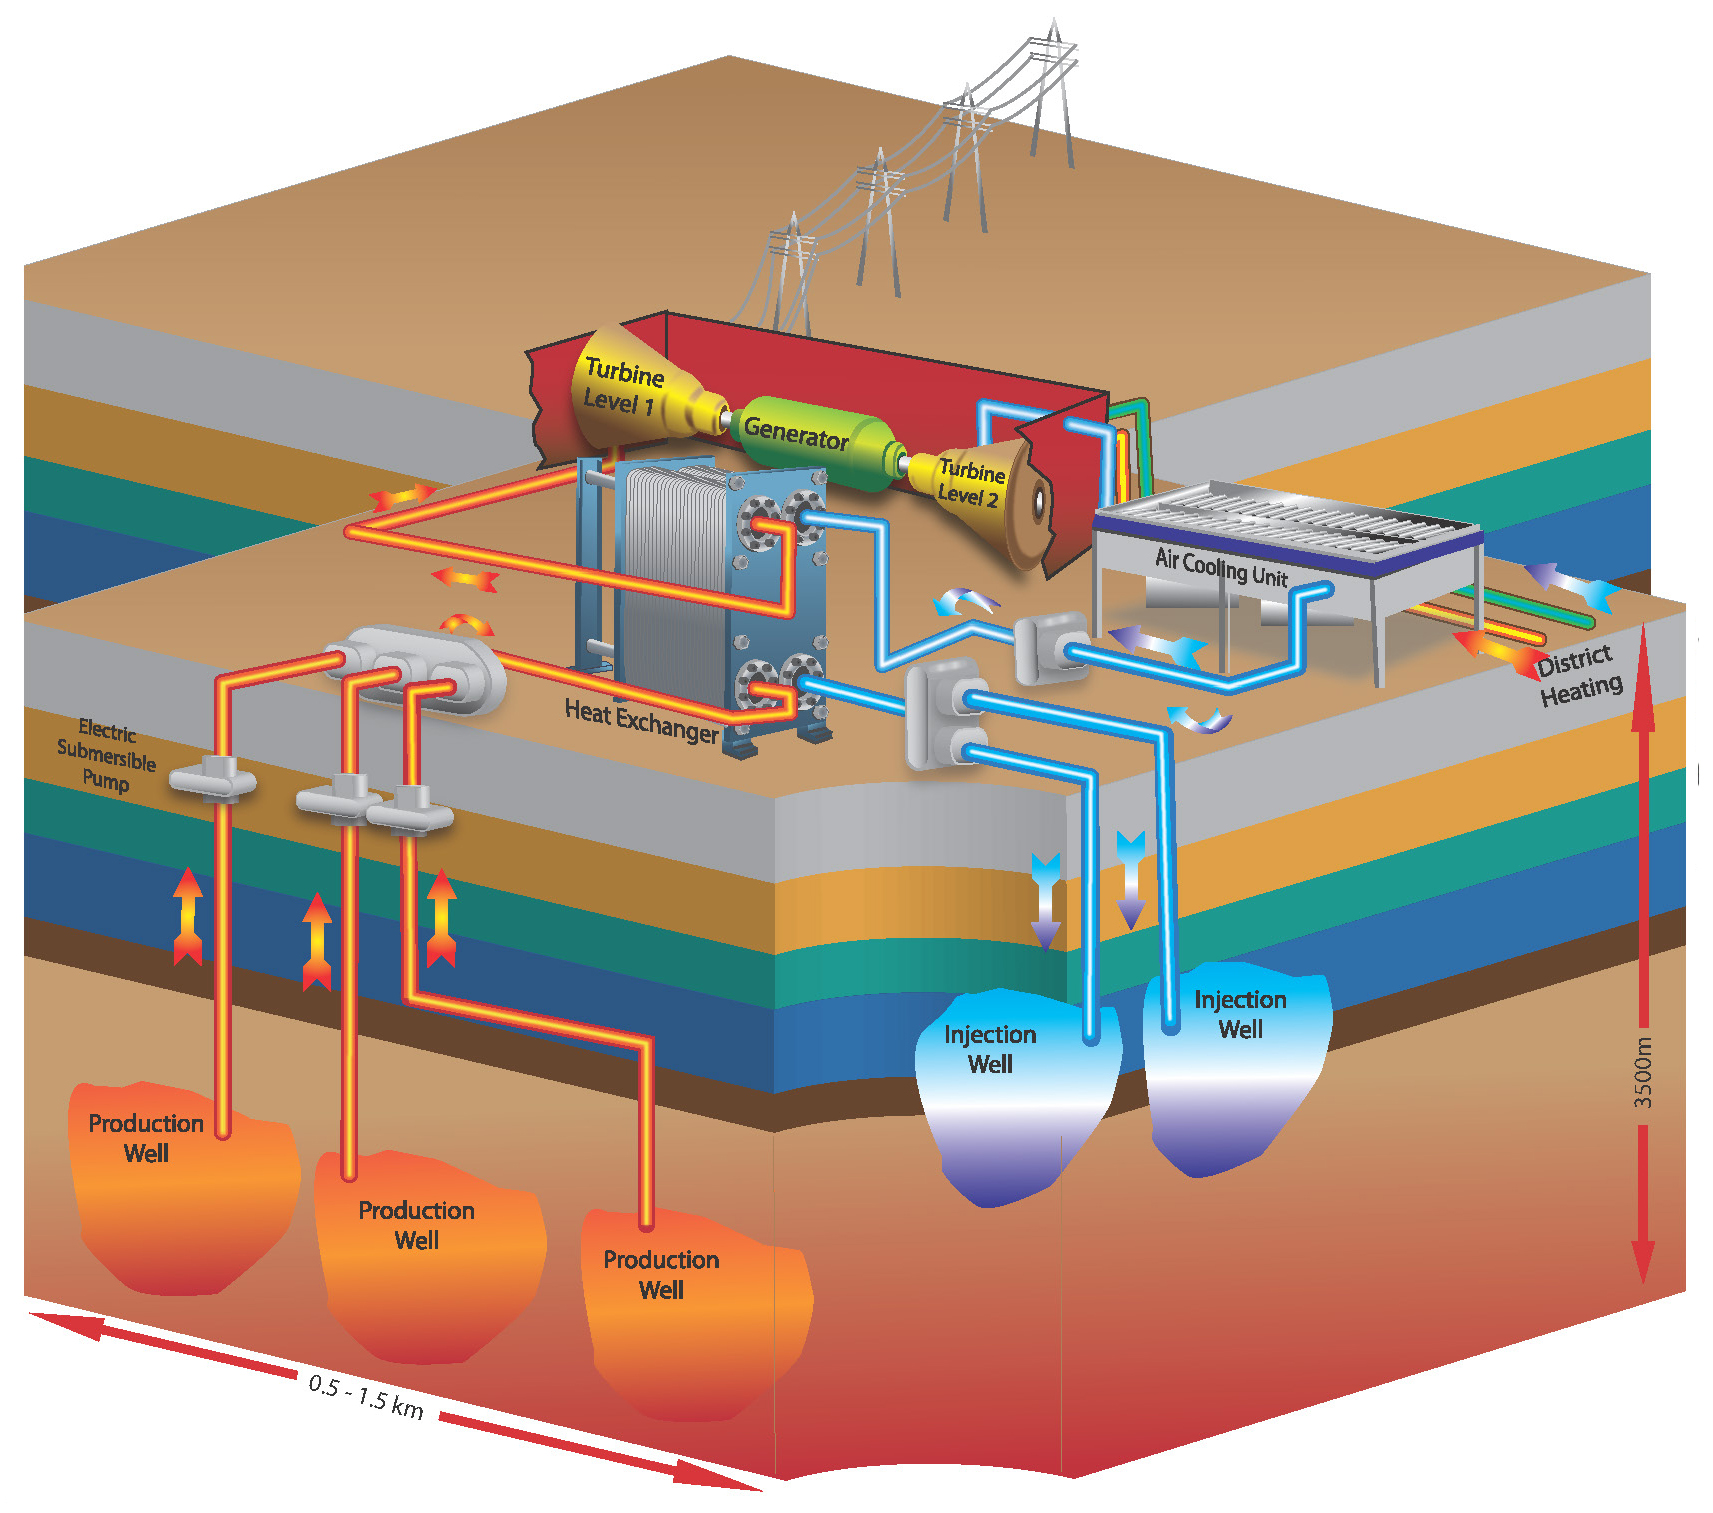 Turbine
Level 1
Generator
Turbine
Level 2
Air Cooling Unit
District
Heating
Heat Exchanger
Electric
Submersible
Pump
Injection
Well
Injection
Well
3500m
Production
Well
Production
Well
Production
Well
0.5 - 1.5 km